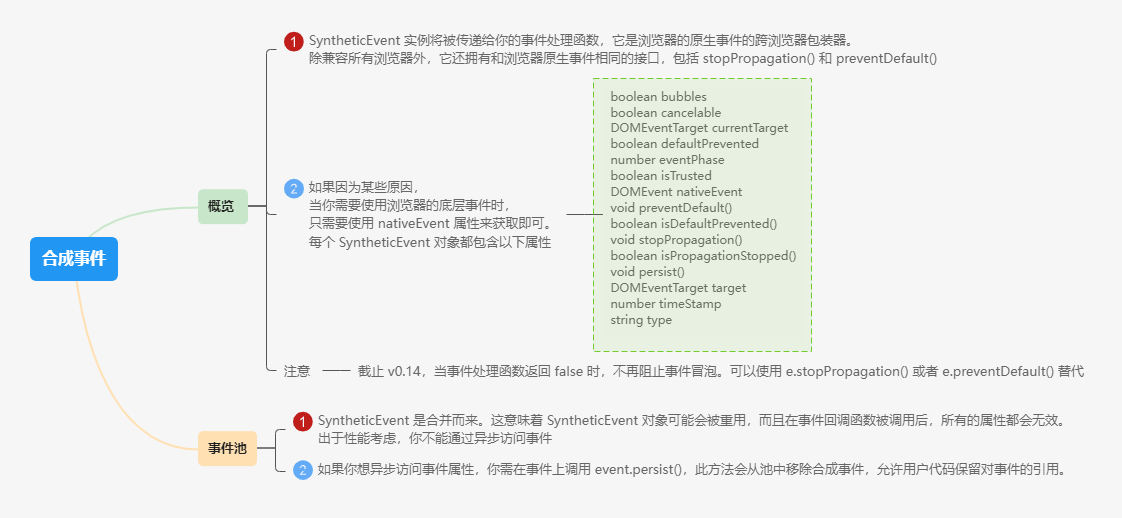 合成事件
概览
1
SyntheticEvent 实例将被传递给你的事件处理函数，它是浏览器的原生事件的跨浏览器包装器。
除兼容所有浏览器外，它还拥有和浏览器原生事件相同的接口，包括 stopPropagation() 和 preventDefault()
2
如果因为某些原因，
当你需要使用浏览器的底层事件时，
只需要使用 nativeEvent 属性来获取即可。
每个 SyntheticEvent 对象都包含以下属性
boolean bubbles
boolean cancelable
DOMEventTarget currentTarget
boolean defaultPrevented
number eventPhase
boolean isTrusted
DOMEvent nativeEvent
void preventDefault()
boolean isDefaultPrevented()
void stopPropagation()
boolean isPropagationStopped()
void persist()
DOMEventTarget target
number timeStamp
string type
注意
截止 v0.14，当事件处理函数返回 false 时，不再阻止事件冒泡。可以使用 e.stopPropagation() 或者 e.preventDefault() 替代
事件池
1
SyntheticEvent 是合并而来。这意味着 SyntheticEvent 对象可能会被重用，而且在事件回调函数被调用后，所有的属性都会无效。
出于性能考虑，你不能通过异步访问事件
2
如果你想异步访问事件属性，你需在事件上调用 event.persist()，此方法会从池中移除合成事件，允许用户代码保留对事件的引用。